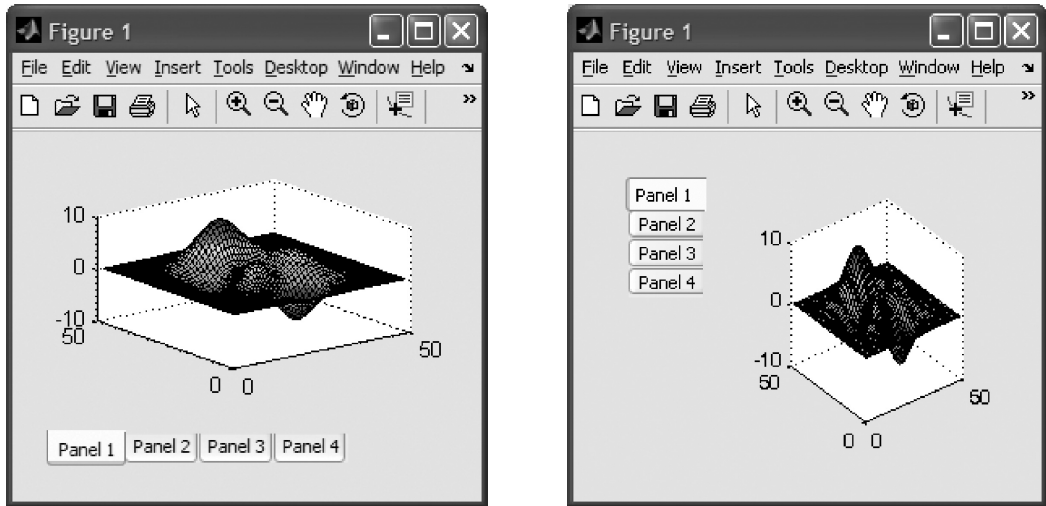 Figure 1
File Edit View Insert Tools Desktop Window Help
10
0
-10
50
0 0
50
Panel 1 Panel 2 Panel 3 Panel 4
Figure 1
File Edit View Insert Tools Desktop Window Help
Panel 1
Panel 2
Panel 3
Panel 4
10
0
-10
50
0 0
50